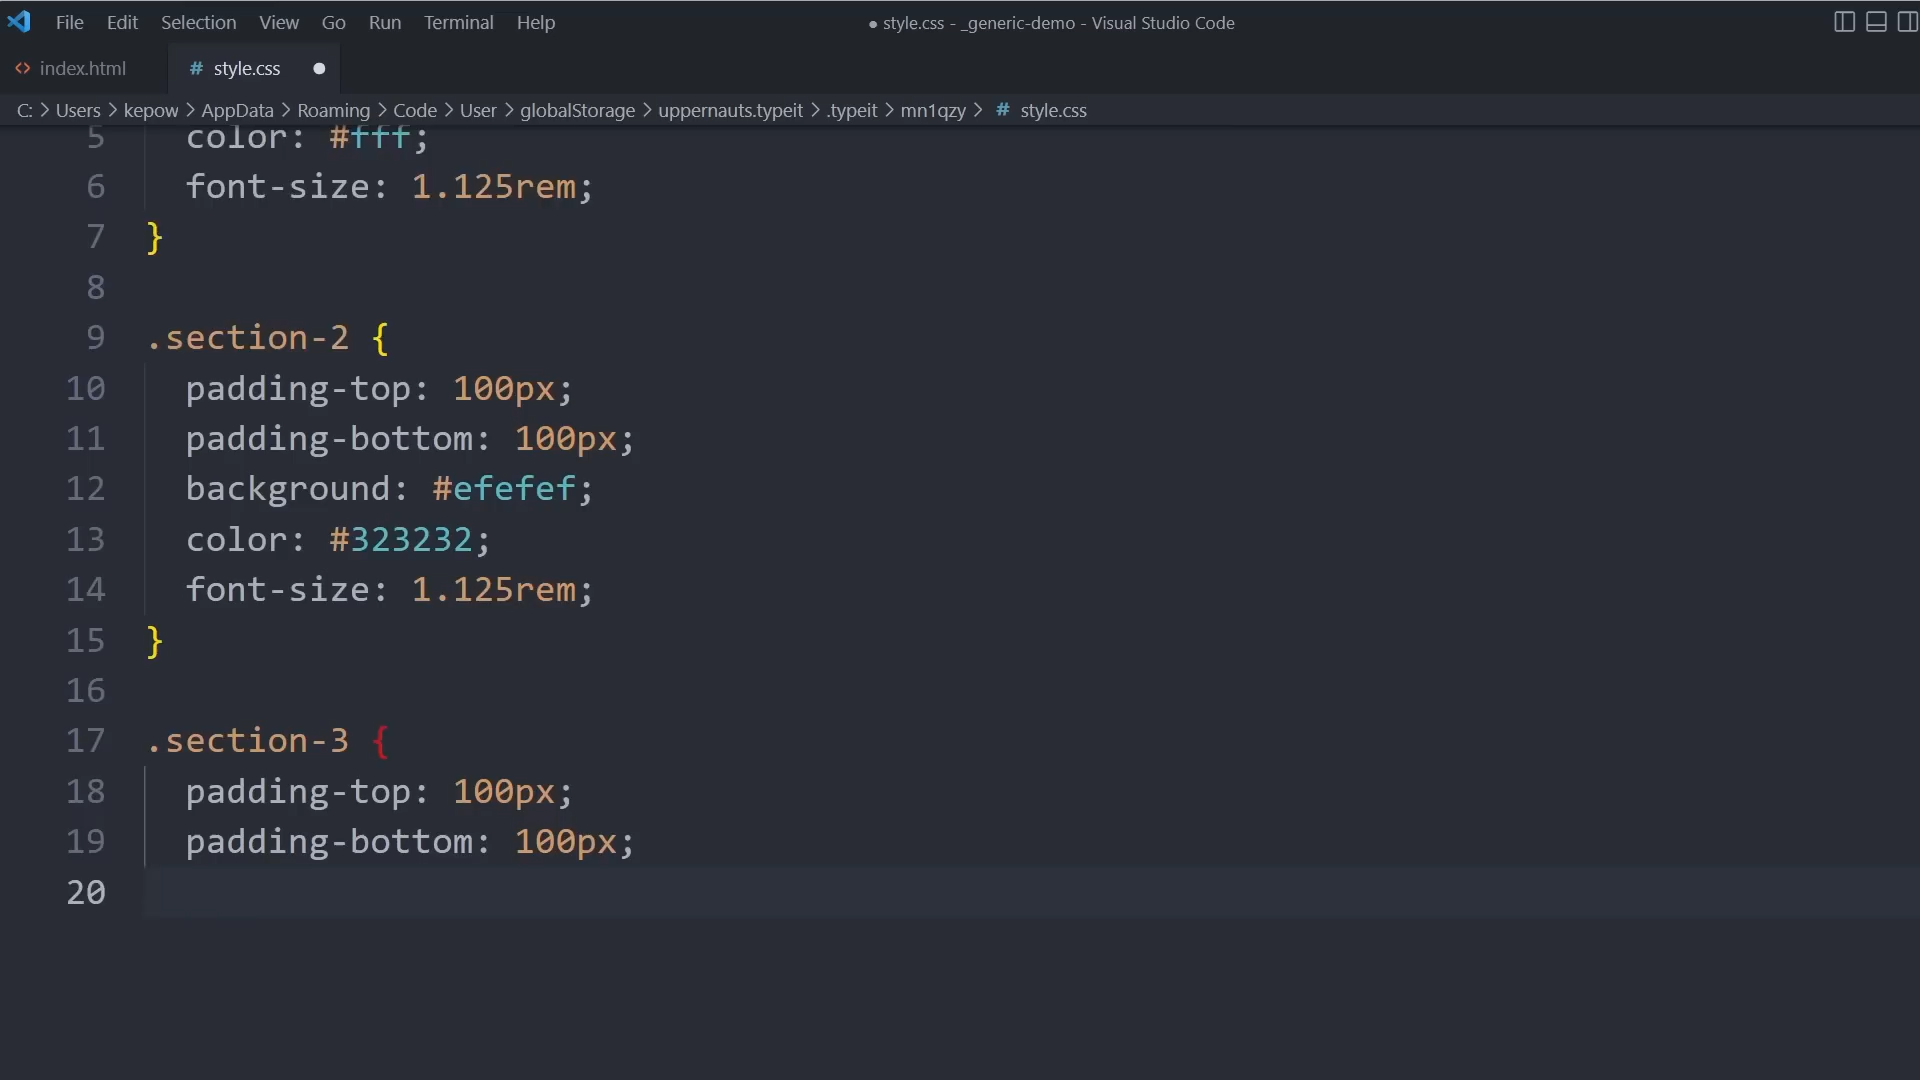 File Edit Selection View Go Run Terminal Help
● style.css - _generic-demo - Visual Studio Code
index.html
# style.css ●
C: > Users > kepow > AppData > Roaming > Code > User > globalStorage > uppernauts.typeit > .typeit > mn1qzy > # style.css
5 color: #fff;
6 font-size: 1.125rem;
7 }
8
9 .section-2 {
10 padding-top: 100px;
11 padding-bottom: 100px;
12 background: #efefef;
13 color: #323232;
14 font-size: 1.125rem;
15 }
16
17 .section-3 {
18 padding-top: 100px;
19 padding-bottom: 100px;
20